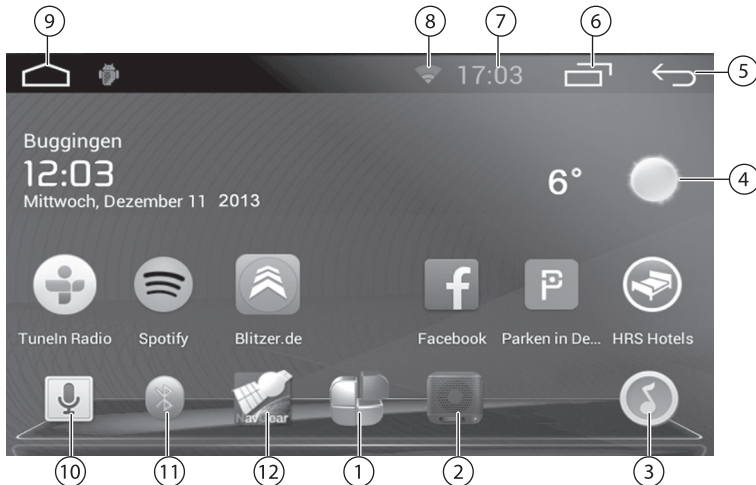 9
8
7
6
5
17:03
Buggingen
12:03
Mittwoch, Dezember 11 2013
6°
4
TuneIn Radio
Spotify
Blitzer.de
Facebook
Parken in De...
HRS Hotels
NavGear
10
11
12
1
2
3